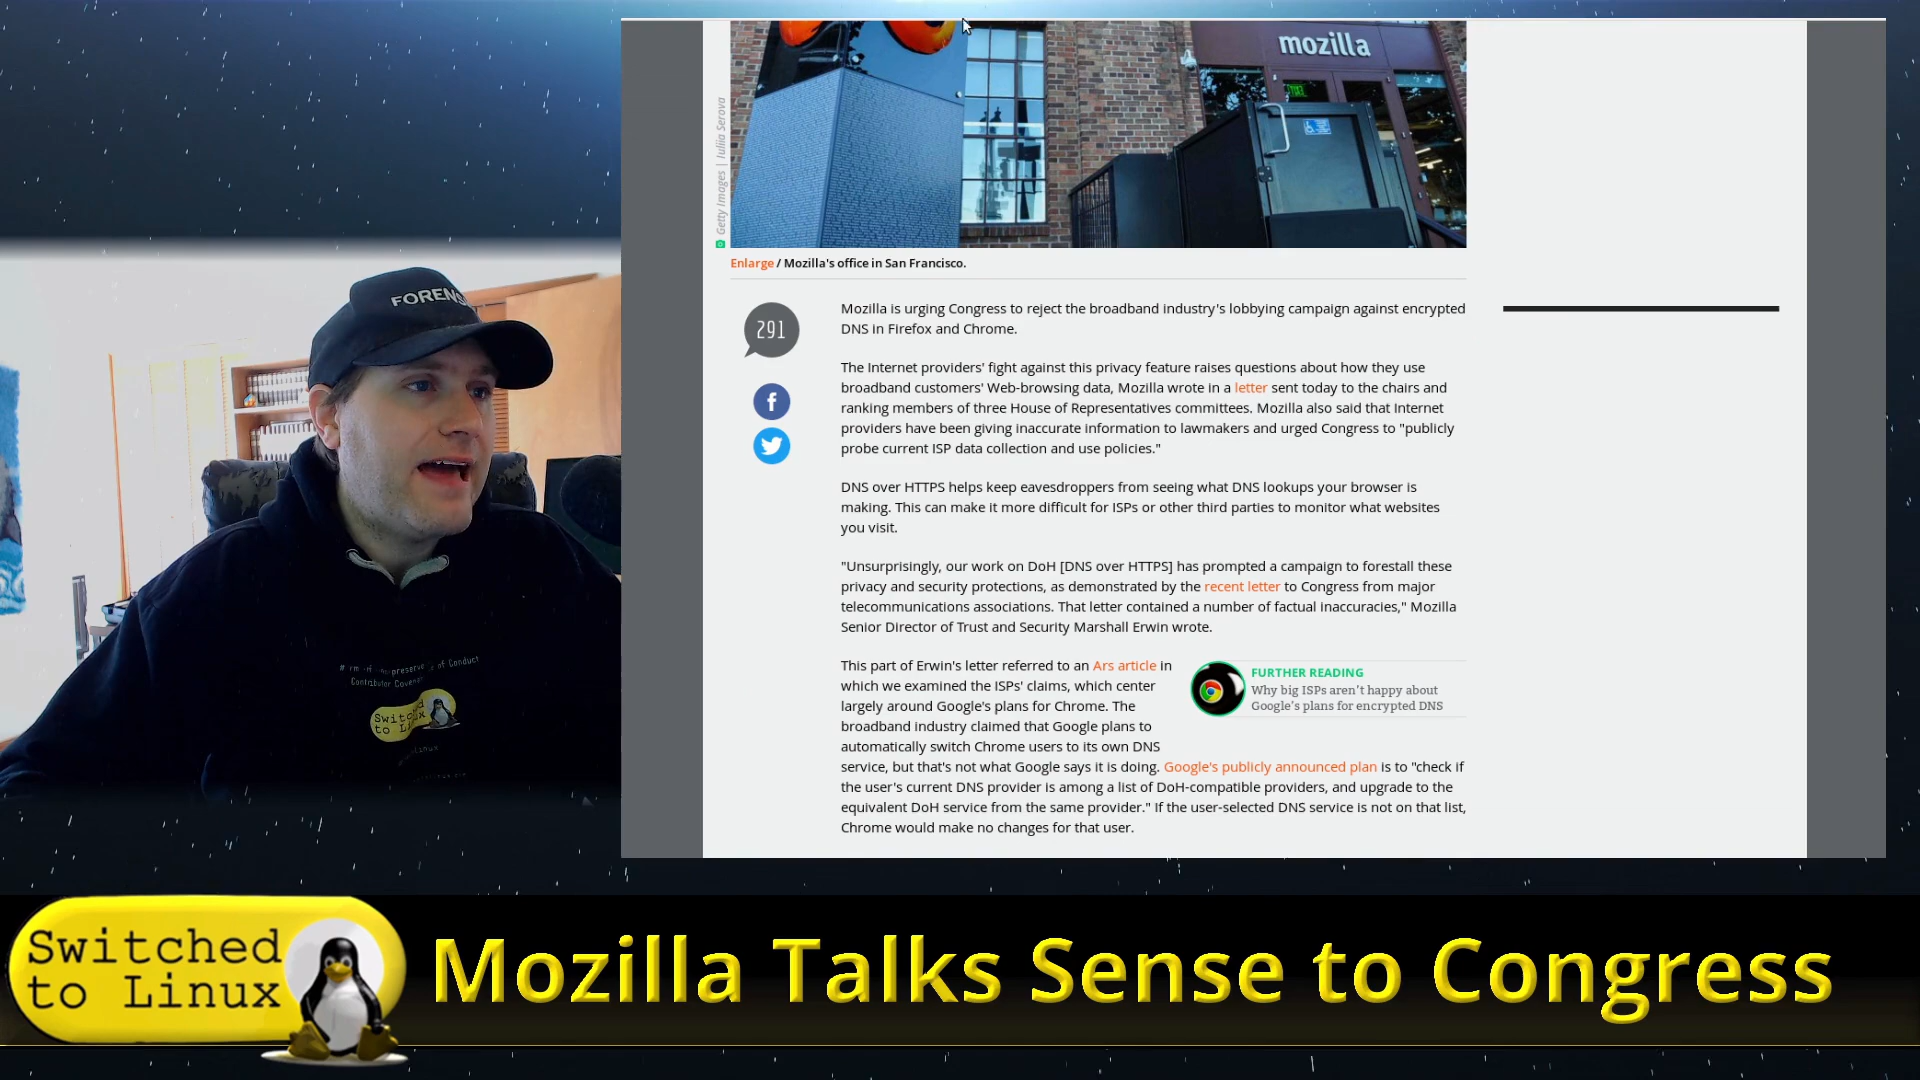 mozilla
Getty Images | Iuliia Serova
Enlarge / Mozilla's office in San Francisco.
291
Mozilla is urging Congress to reject the broadband industry's lobbying campaign against encrypted
DNS in Firefox and Chrome.
The Internet providers' fight against this privacy feature raises questions about how they use
broadband customers' Web-browsing data, Mozilla wrote in a letter sent today to the chairs and
ranking members of three House of Representatives committees. Mozilla also said that Internet
providers have been giving inaccurate information to lawmakers and urged Congress to "publicly
probe current ISP data collection and use policies."
DNS over HTTPS helps keep eavesdroppers from seeing what DNS lookups your browser is
making. This can make it more difficult for ISPs or other third parties to monitor what websites
you visit.
"Unsurprisingly, our work on DoH [DNS over HTTPS] has prompted a campaign to forestall these
privacy and security protections, as demonstrated by the recent letter to Congress from major
telecommunications associations. That letter contained a number of factual inaccuracies," Mozilla
Senior Director of Trust and Security Marshall Erwin wrote.
This part of Erwin's letter referred to an Ars article in
which we examined the ISPs' claims, which center
largely around Google's plans for Chrome. The
broadband industry claimed that Google plans to
automatically switch Chrome users to its own DNS
service, but that's not what Google says it is doing. Google's publicly announced plan is to "check if
the user's current DNS provider is among a list of DoH-compatible providers, and upgrade to the
equivalent DoH service from the same provider." If the user-selected DNS service is not on that list,
Chrome would make no changes for that user.
FURTHER READING
Why big ISPs aren't happy about
Google's plans for encrypted DNS
FORENS
of Conduct
Switched
to Linux
Switched
to Linux
Mozilla Talks Sense to Congress